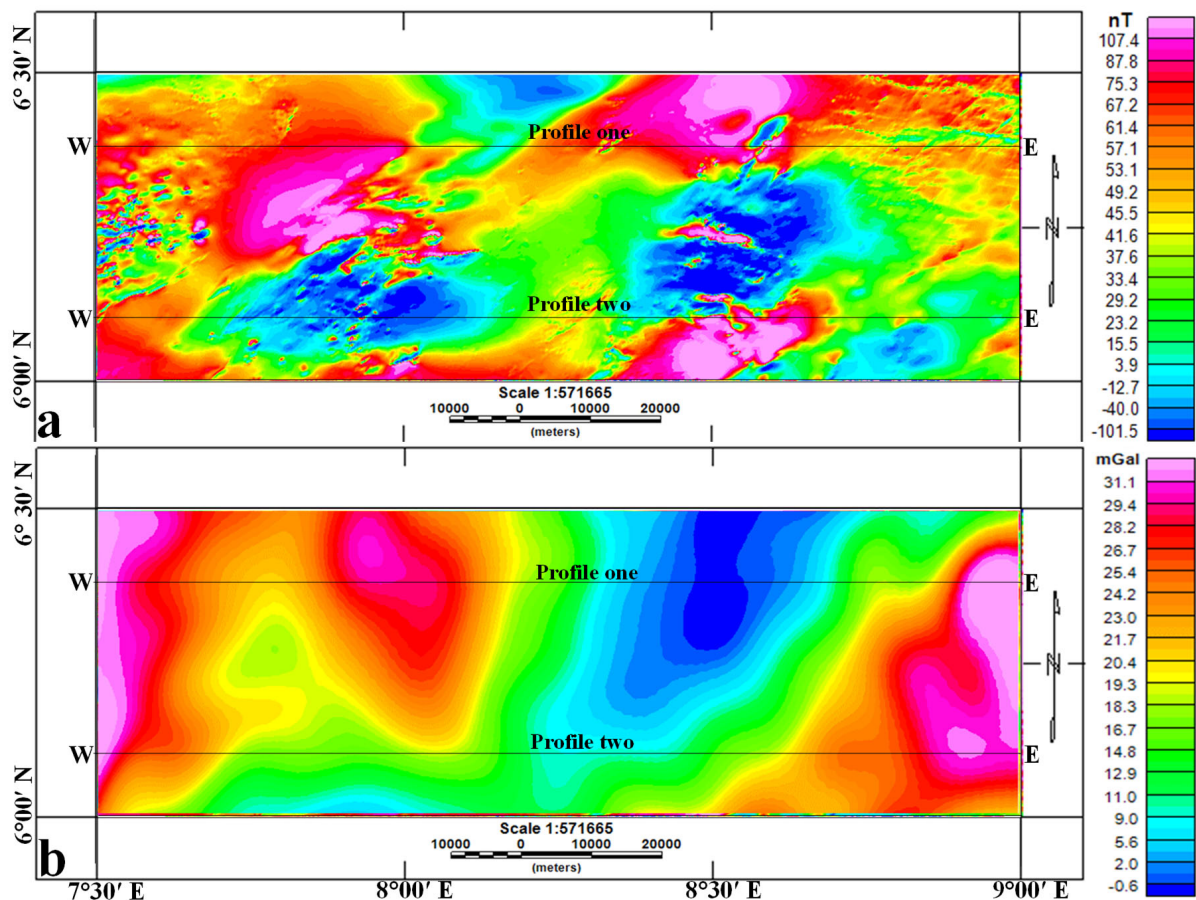 nT
107.4
87.8
75.3
67.2
61.4
57.1
53.1
49.2
45.5
41.6
37.6
33.4
29.2
23.2
15.5
3.9
-12.7
-40.0
-101.5
6°30′ N
W Profile one E
N
W Profile two E
6°00′ N
a
Scale 1:571665
10000 0 10000 20000
(meters)
mGal
31.1
29.4
28.2
26.7
25.4
24.2
23.0
21.7
20.4
19.3
18.3
16.7
14.8
12.9
11.0
9.0
5.6
2.0
-0.6
6°30′ N
W Profile one E
N
W Profile two E
6°00′ N
b
Scale 1:571665
10000 0 10000 20000
(meters)
7°30′ E 8°00′ E 8°30′ E 9°00′ E